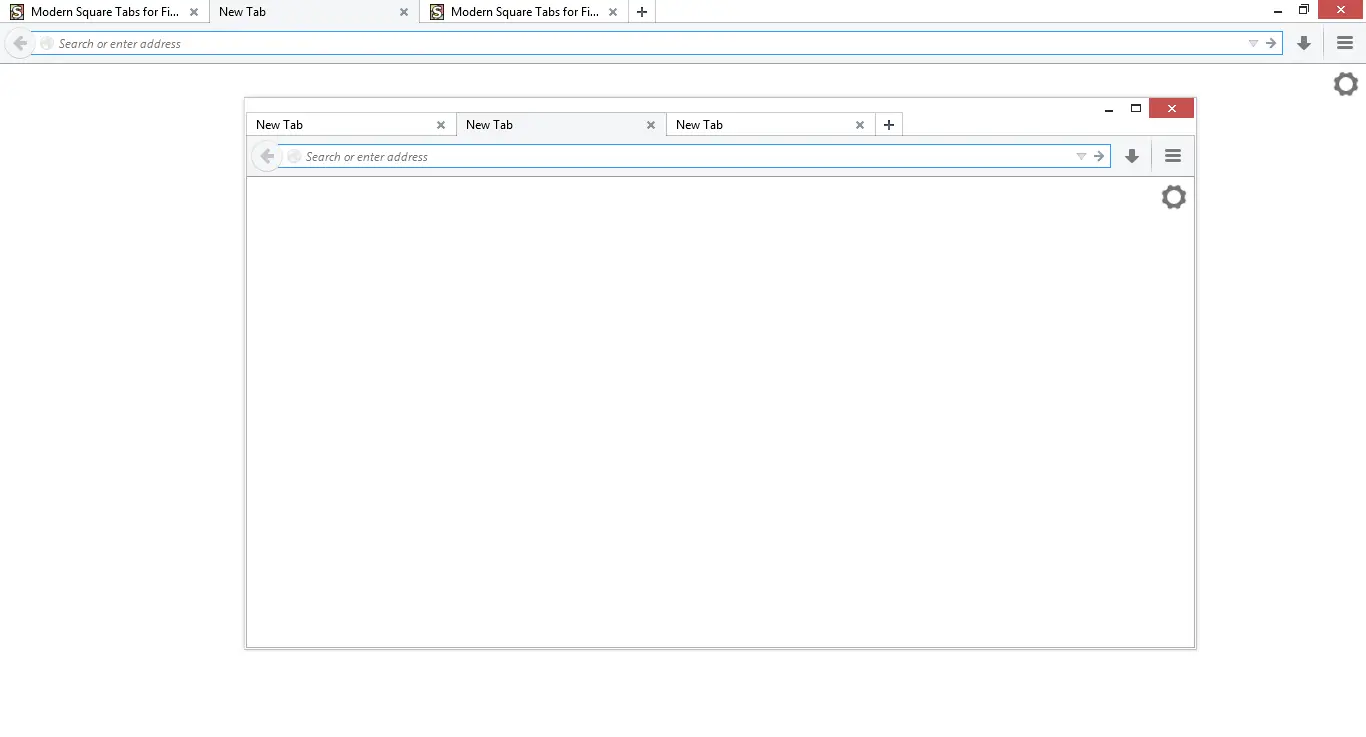 Modern Square Tabs for Fi... New Tab Modern Square Tabs for Fi...
Search or enter address
New Tab New Tab New Tab
Search or enter address